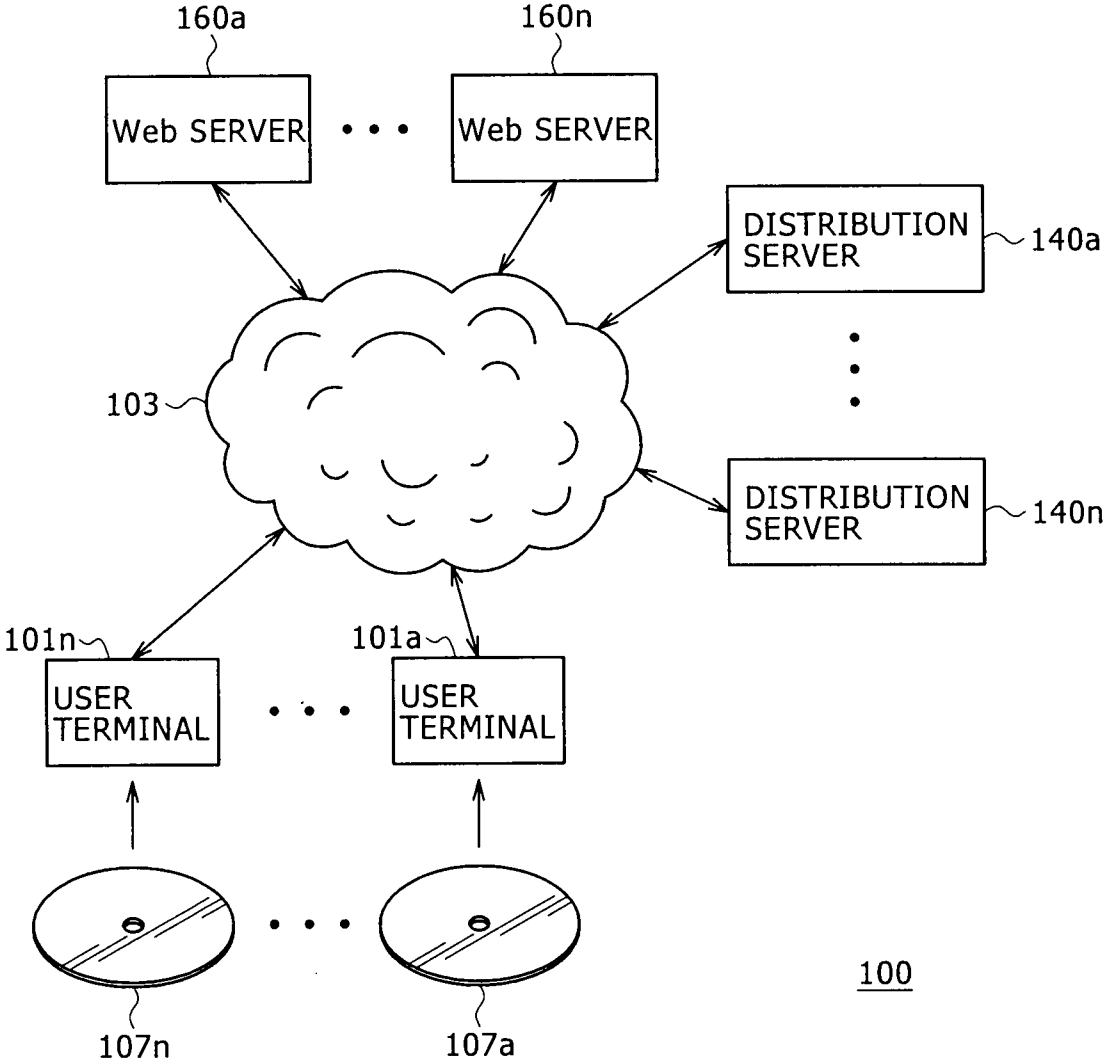 160a
160n
Web SERVER
Web SERVER
DISTRIBUTION
SERVER
140a
103
DISTRIBUTION
SERVER
140n
101n
101a
USER
TERMINAL
USER
TERMINAL
100
107n
107a